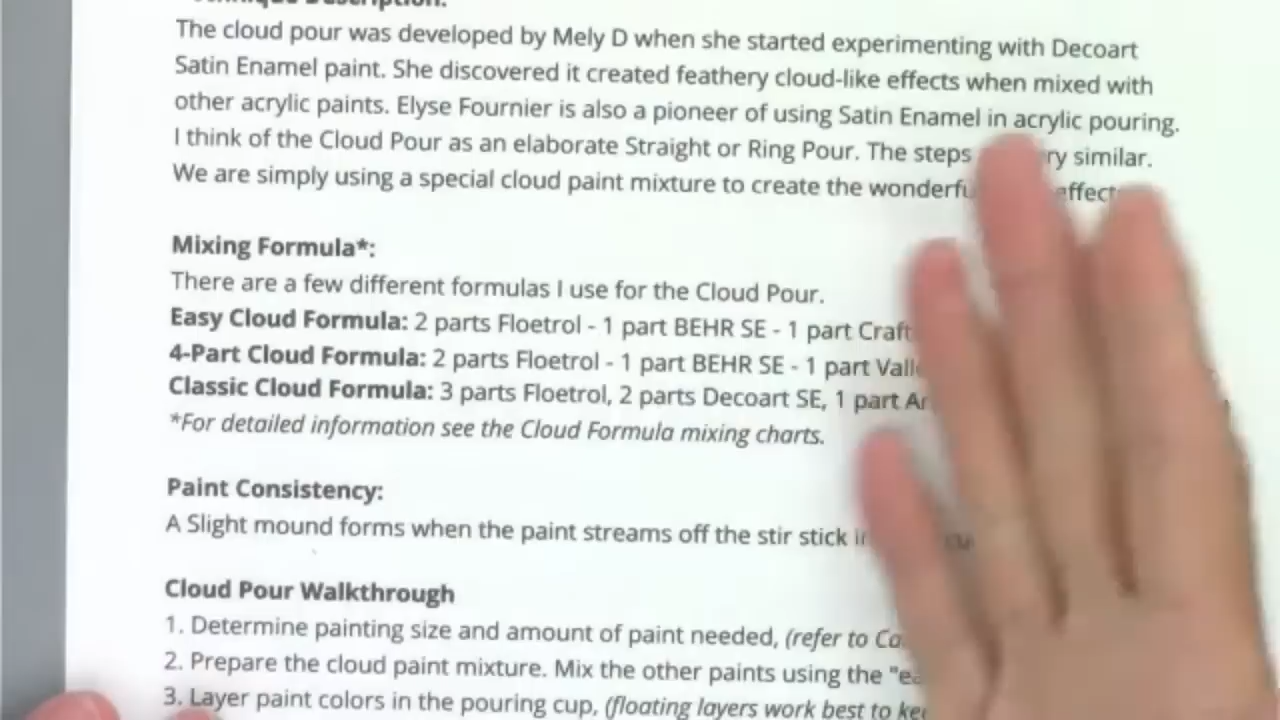 Technique Description:
The cloud pour was developed by Mely D when she started experimenting with Decoart
Satin Enamel paint. She discovered it created feathery cloud-like effects when mixed with
other acrylic paints. Elyse Fournier is also a pioneer of using Satin Enamel in acrylic pouring.
I think of the Cloud Pour as an elaborate Straight or Ring Pour. The steps ry similar.
We are simply using a special cloud paint mixture to create the wonderfu effect
Mixing Formula*:
There are a few different formulas I use for the Cloud Pour.
Easy Cloud Formula: 2 parts Floetrol - 1 part BEHR SE - 1 part Craft
4-Part Cloud Formula: 2 parts Floetrol - 1 part BEHR SE - 1 part Vall
Classic Cloud Formula: 3 parts Floetrol, 2 parts Decoart SE, 1 part Ar
*For detailed information see the Cloud Formula mixing charts.
Paint Consistency:
A Slight mound forms when the paint streams off the stir stick i
Cloud Pour Walkthrough
1. Determine painting size and amount of paint needed, (refer to Ca
2. Prepare the cloud paint mixture. Mix the other paints using the "ea
3. Layer paint colors in the pouring cup, (floating layers work best to ke